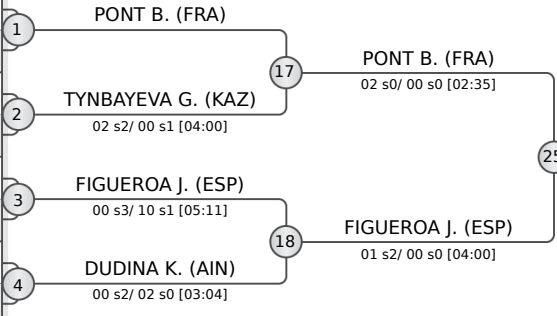 PONT B. (FRA)
1
17
PONT B. (FRA)
02 s0/ 00 s0 [02:35]
TYNBAYEVA G. (KAZ)
2
02 s2/ 00 s1 [04:00]
25
FIGUEROA J. (ESP)
3
00 s3/ 10 s1 [05:11]
18
FIGUEROA J. (ESP)
01 s2/ 00 s0 [04:00]
DUDINA K. (AIN)
4
00 s2/ 02 s0 [03:04]